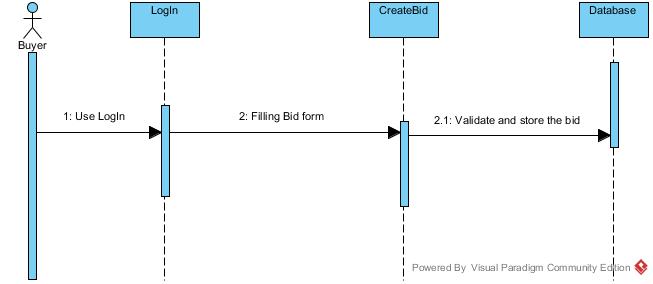 LogIn
CreateBid
Database
Buyer
1: Use LogIn
2: Filling Bid form
2.1: Validate and store the bid
Powered By Visual Paradigm Community Edition